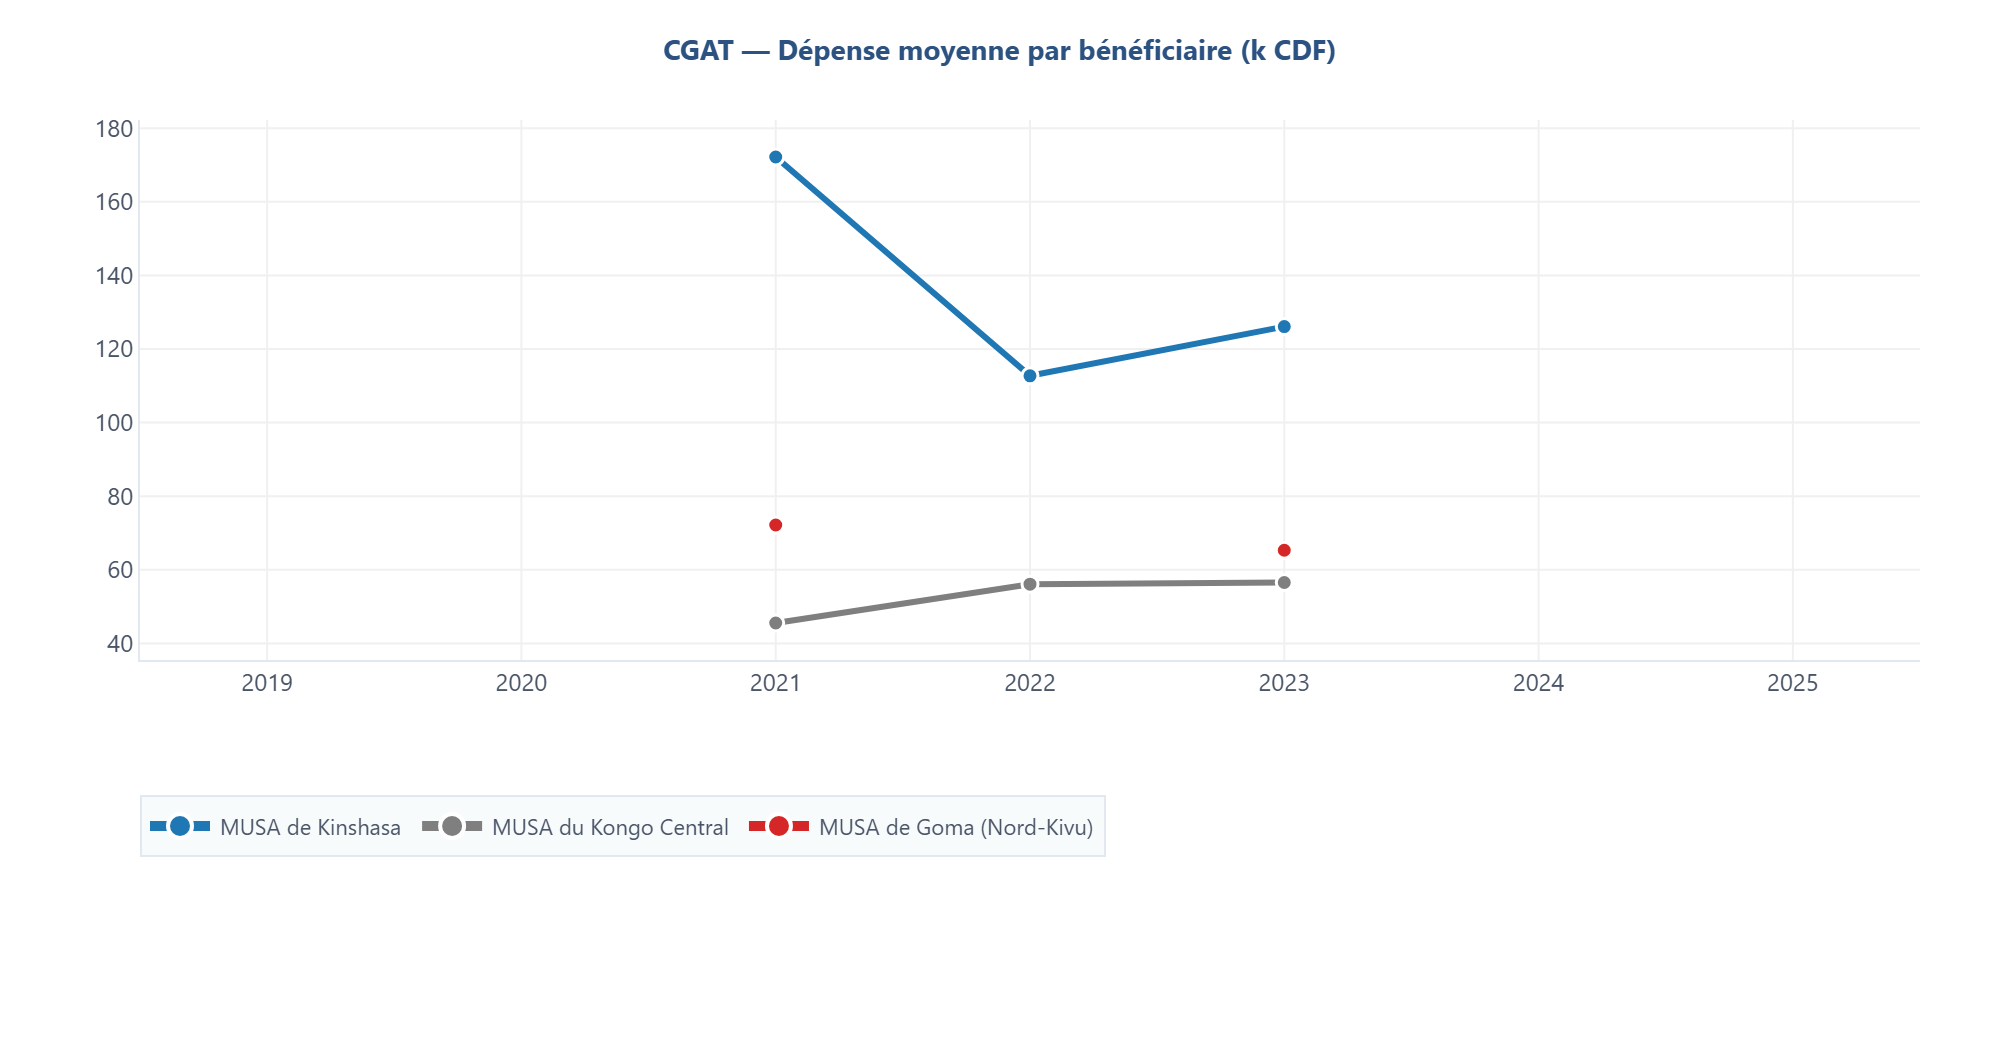 CGAT — Dépense moyenne par bénéficiaire (k CDF)
180
160
140
120
100
80
60
40
2019 2020 2021 2022 2023 2024 2025
MUSA de Kinshasa MUSA du Kongo Central MUSA de Goma (Nord-Kivu)